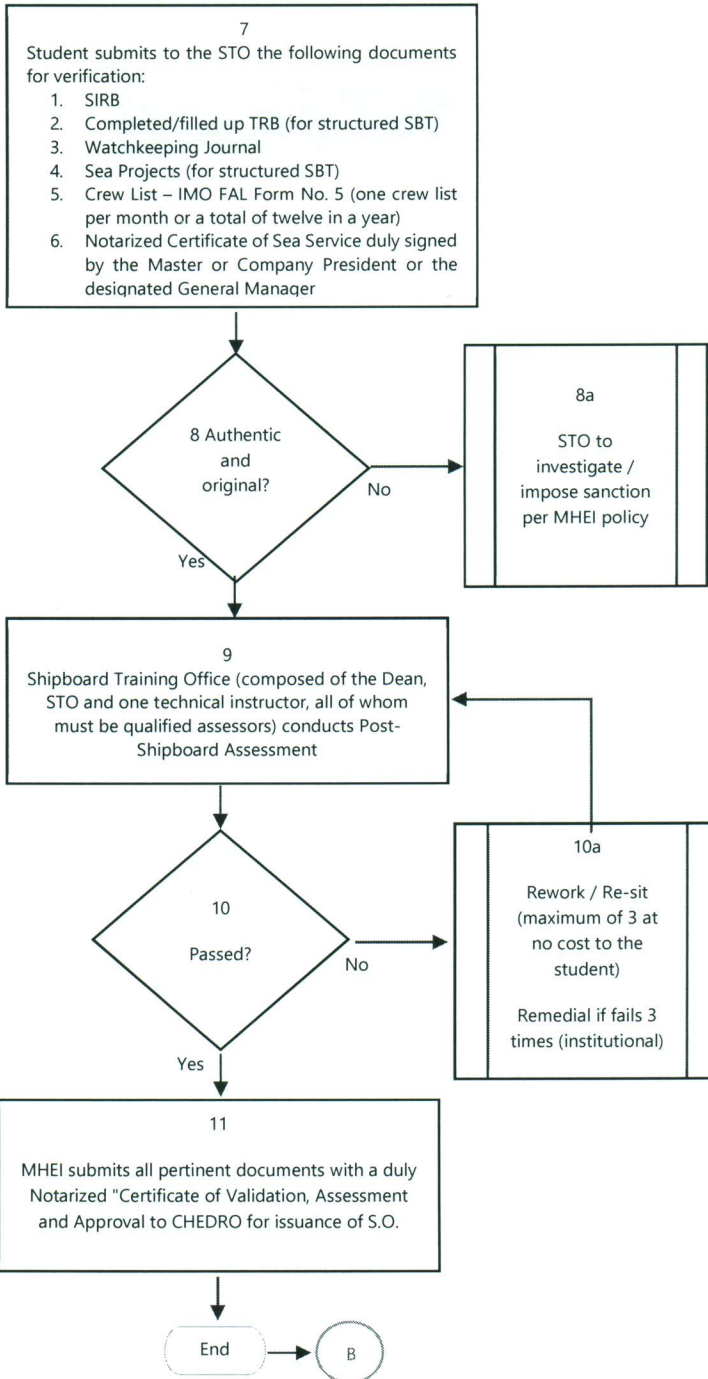 7
Student submits to the STO the following documents
for verification:
1. SIRB
2. Completed/filled up TRB (for structured SBT)
3. Watchkeeping Journal
4. Sea Projects (for structured SBT)
5. Crew List – IMO FAL Form No. 5 (one crew list
per month or a total of twelve in a year)
6. Notarized Certificate of Sea Service duly signed
by the Master or Company President or the
designated General Manager
8 Authentic
and
original?
No
Yes
8a
STO to
investigate /
impose sanction
per MHEI policy
9
Shipboard Training Office (composed of the Dean,
STO and one technical instructor, all of whom
must be qualified assessors) conducts Post-
Shipboard Assessment
10
Passed?
No
Yes
10a
Rework / Re-sit
(maximum of 3 at
no cost to the
student)
Remedial if fails 3
times (institutional)
11
MHEI submits all pertinent documents with a duly
Notarized "Certificate of Validation, Assessment
and Approval to CHEDRO for issuance of S.O.
End
B